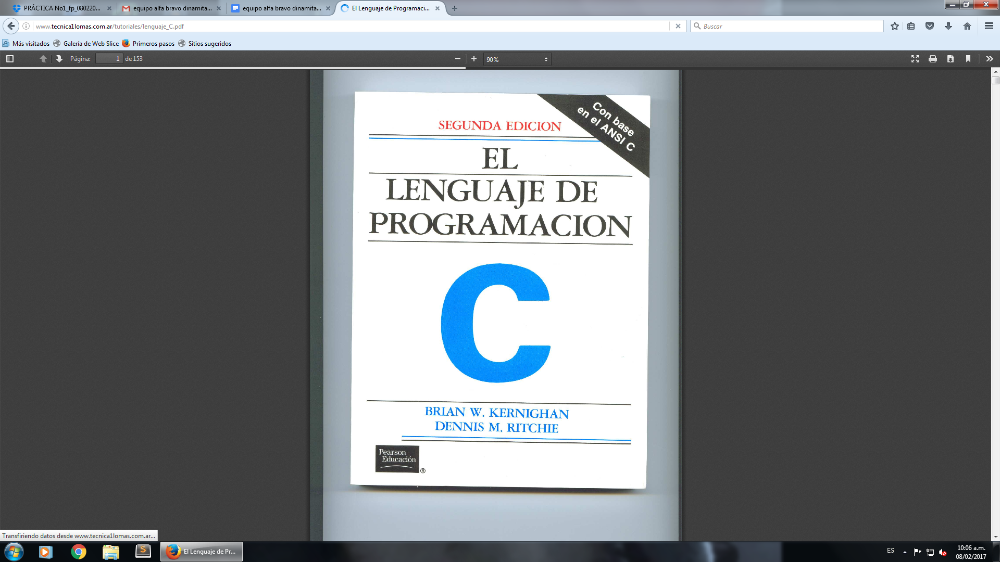 PRÁCTICA No1_fp_080220...
equipo alfa bravo dinamita...
equipo alfa bravo dinamita...
El Lenguaje de Programaci...
www.tecnica1lomas.com.ar/tutoriales/lenguaje_C.pdf
Buscar
Más visitados
Galería de Web Slice
Primeros pasos
Sitios sugeridos
Página:
1
de 153
90%
Con base
en el ANSI C
SEGUNDA EDICION
EL
LENGUAJE DE
PROGRAMACION
C
BRIAN W. KERNIGHAN
DENNIS M. RITCHIE
Pearson
Educación
®
Transfiriendo datos desde www.tecnica1lomas.com.ar...
S
El Lenguaje de Pr...
ES
10:06 a.m.
08/02/2017